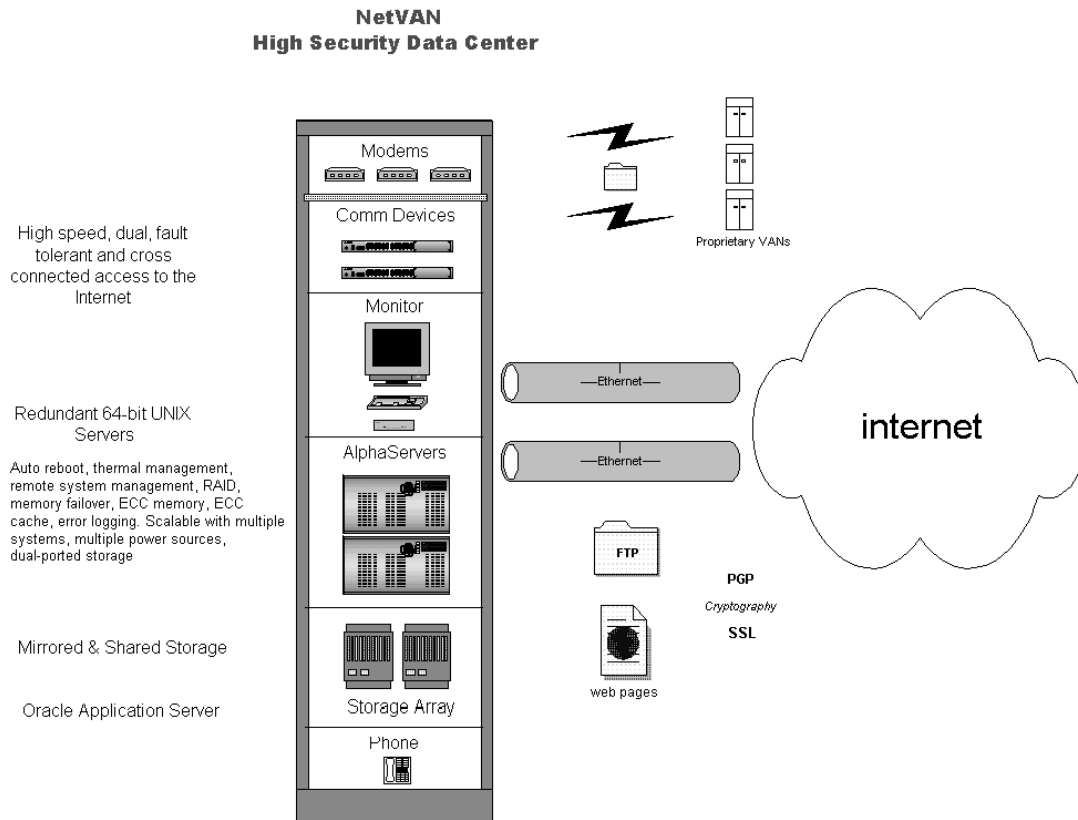 NetVAN
High Security Data Center
Modems
Comm Devices
Proprietary VANs
High speed, dual, fault
tolerant and cross
connected access to the
Internet
Monitor
—Ethernet—
internet
Redundant 64-bit UNIX
Servers
AlphaServers
—Ethernet—
Auto reboot, thermal management,
remote system management, RAID,
memory failover, ECC memory, ECC
cache, error logging. Scalable with multiple
systems, multiple power sources,
dual-ported storage
FTP
PGP
Cryptography
SSL
web pages
Mirrored & Shared Storage
Oracle Application Server
Storage Array
Phone